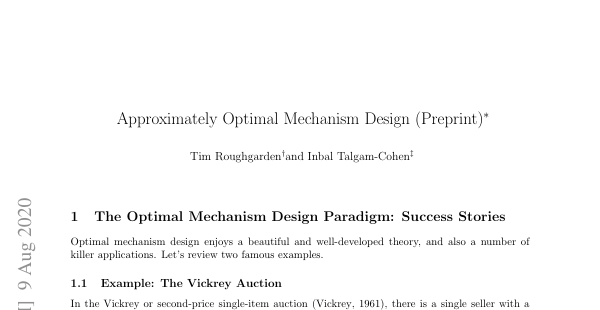 Approximately Optimal Mechanism Design (Preprint)*
Tim Roughgarden†and Inbal Talgam-Cohen‡
] 9 Aug 2020
1 The Optimal Mechanism Design Paradigm: Success Stories
Optimal mechanism design enjoys a beautiful and well-developed theory, and also a number of
killer applications. Let's review two famous examples.
1.1 Example: The Vickrey Auction
In the Vickrey or second-price single-item auction (Vickrey, 1961), there is a single seller with a